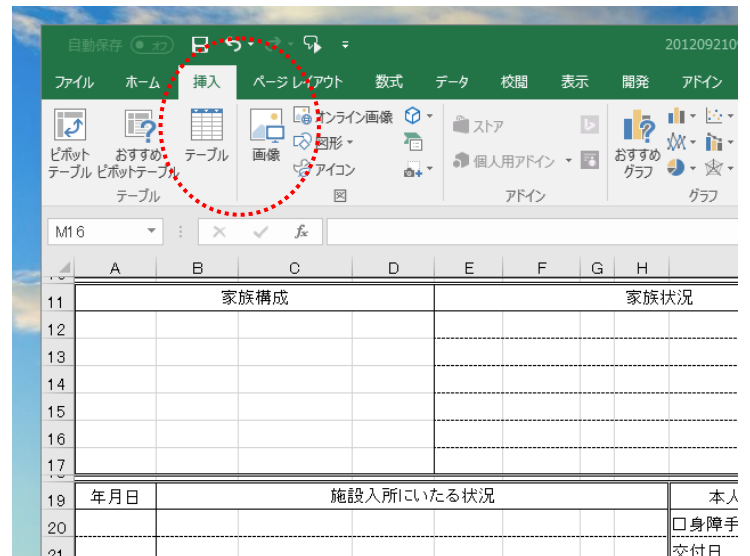 自動保存 オフ 2012092109
ファイル ホーム 挿入 ページ レイアウト 数式 データ 校閲 表示 開発 アドイン
ピボット
テーブル
おすすめ
ピボットテーブル
テーブル
画像
オンライン画像
図形
アイコン
ストア
個人用アドイン
おすすめ
グラフ
テーブル 図 アドイン グラフ
M16 fx
A B C D E F G H
11 家族構成 家族状況
12
13
14
15
16
17
19 年月日 施設入所にいたる状況 本人
20 身障手
21 交付日